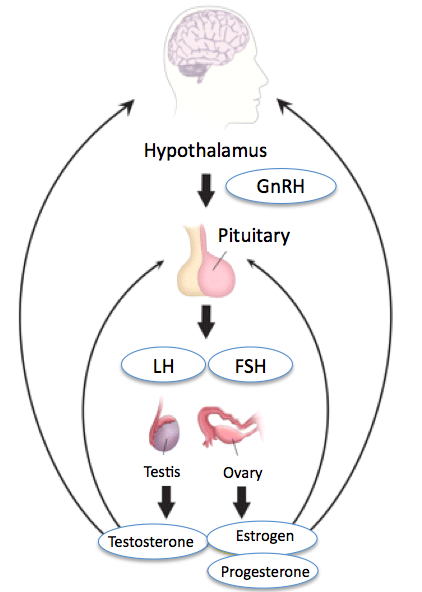 Hypothalamus
GnRH
Pituitary
LH
FSH
Testis
Ovary
Testosterone
Estrogen
Progesterone